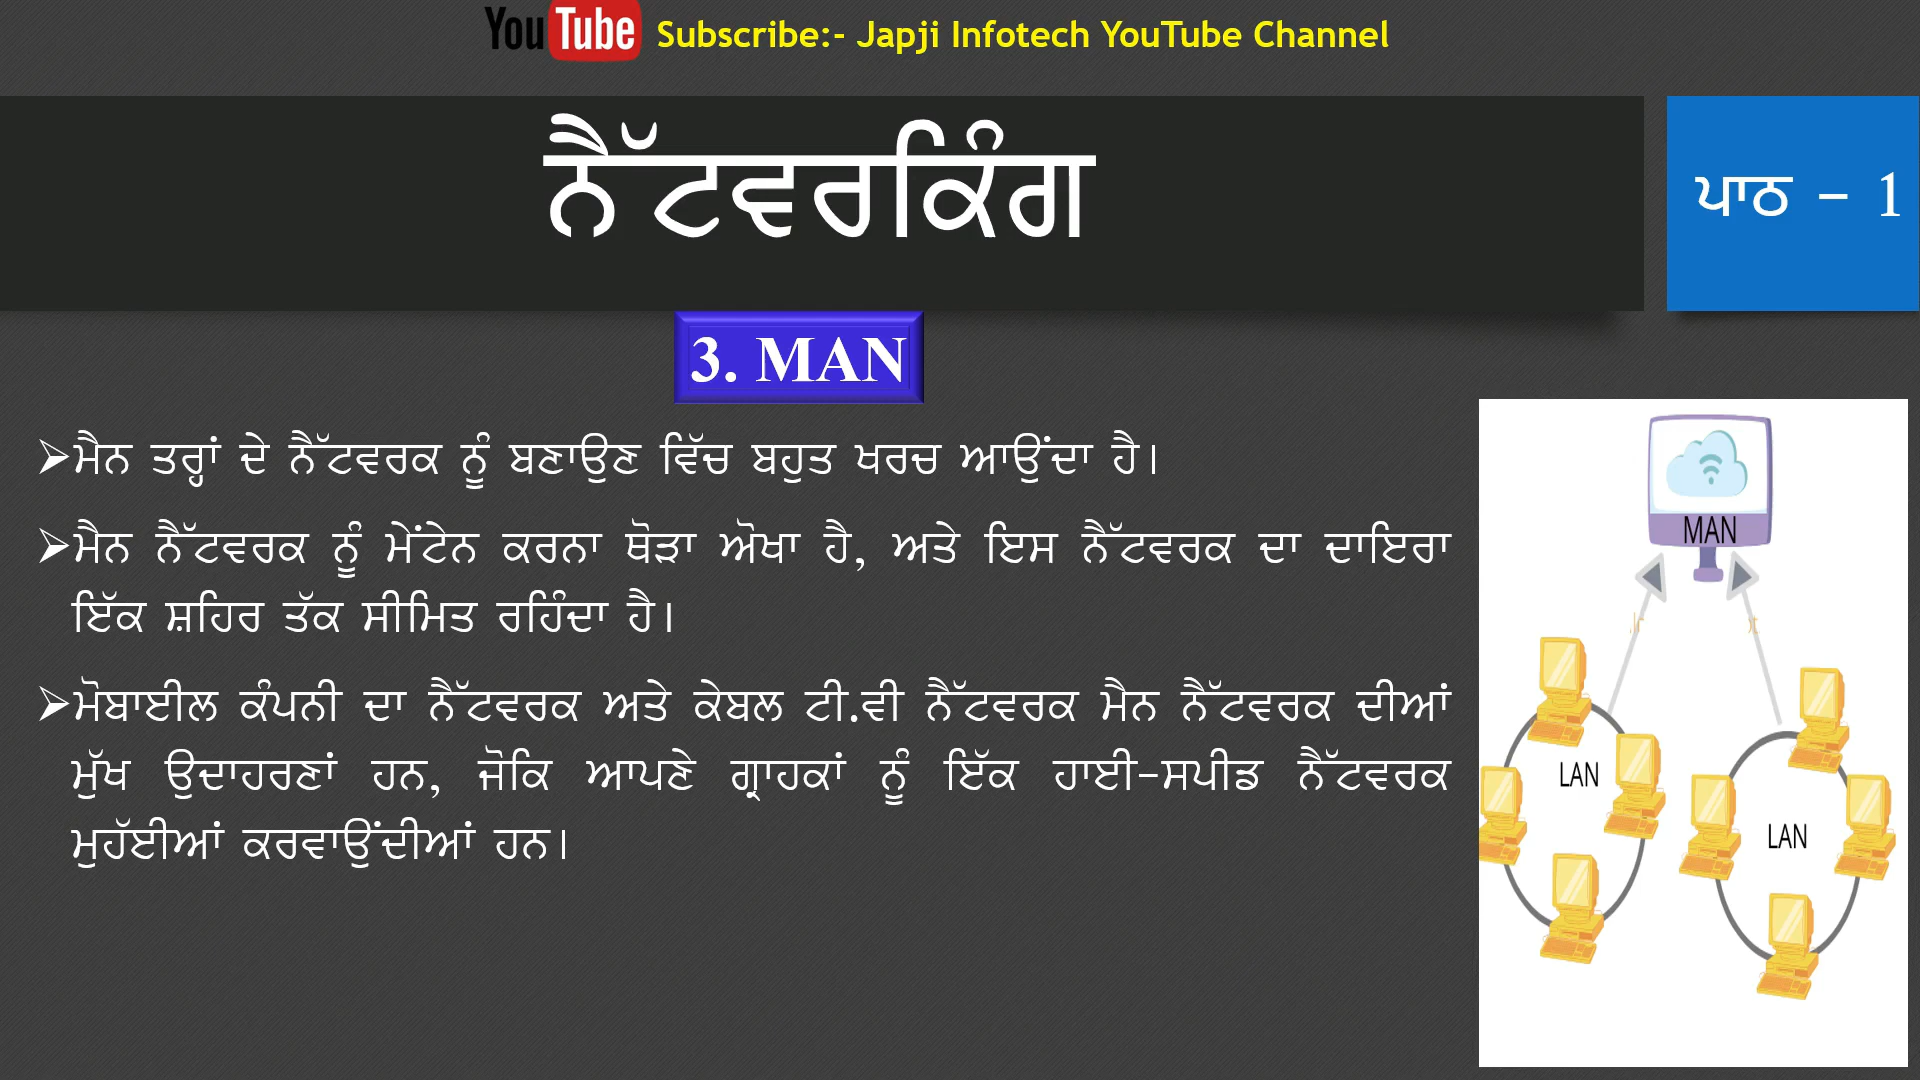 YouTube Subscribe:- Japji Infotech YouTube Channel
ਨੈੱਟਵਰਕਿੰਗ
ਪਾਠ - 1
3. MAN
➢ਮੈਨ ਤਰ੍ਹਾਂ ਦੇ ਨੈੱਟਵਰਕ ਨੂੰ ਬਣਾਉਣ ਵਿੱਚ ਬਹੁਤ ਖਰਚ ਆਉਂਦਾ ਹੈ।
➢ਮੈਨ ਨੈੱਟਵਰਕ ਨੂੰ ਮੇਂਟੇਨ ਕਰਨਾ ਥੋੜਾ ਅੋਖਾ ਹੈ, ਅਤੇ ਇਸ ਨੈੱਟਵਰਕ ਦਾ ਦਾਇਰਾ
ਇੱਕ ਸ਼ਹਿਰ ਤੱਕ ਸੀਮਿਤ ਰਹਿੰਦਾ ਹੈ।
➢ਮੋਬਾਈਲ ਕੰਪਨੀ ਦਾ ਨੈੱਟਵਰਕ ਅਤੇ ਕੇਬਲ ਟੀ.ਵੀ ਨੈੱਟਵਰਕ ਮੈਨ ਨੈੱਟਵਰਕ ਦੀਆਂ
ਮੁੱਖ ਉਦਾਹਰਣਾਂ ਹਨ, ਜੋਕਿ ਆਪਣੇ ਗ੍ਰਾਹਕਾਂ ਨੂੰ ਇੱਕ ਹਾਈ-ਸਪੀਡ ਨੈੱਟਵਰਕ
ਮੁਹੱਈਆਂ ਕਰਵਾਉਂਦੀਆਂ ਹਨ।
MAN
LAN
LAN